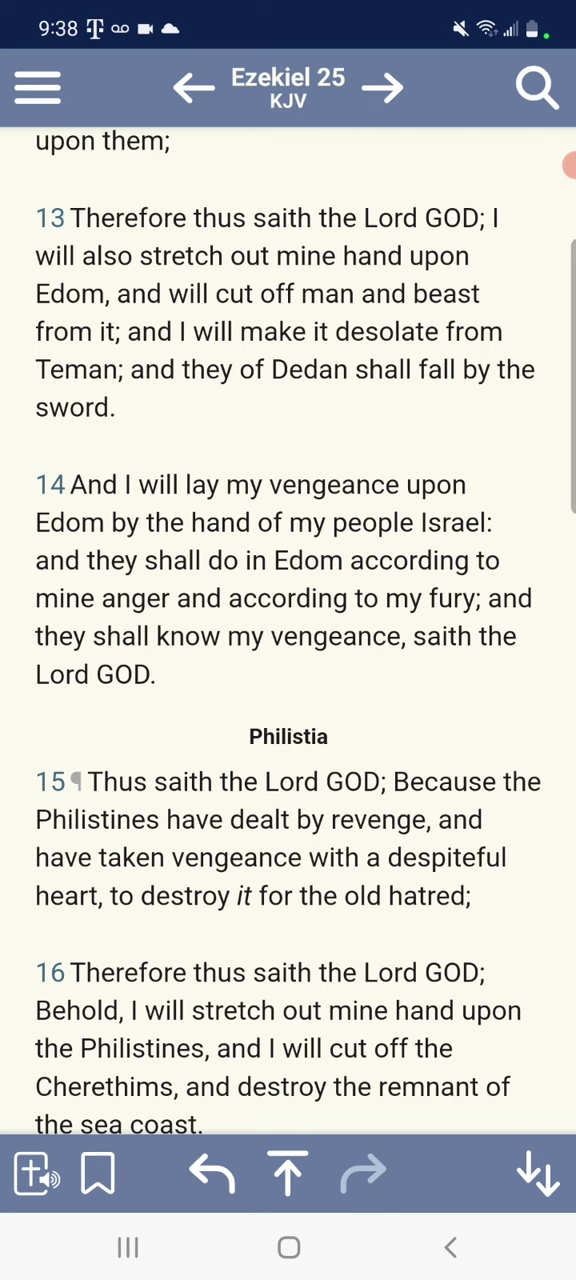 9:38
Ezekiel 25
KJV
upon them;
13 Therefore thus saith the Lord GOD; I
will also stretch out mine hand upon
Edom, and will cut off man and beast
from it; and I will make it desolate from
Teman; and they of Dedan shall fall by the
sword.
14 And I will lay my vengeance upon
Edom by the hand of my people Israel:
and they shall do in Edom according to
mine anger and according to my fury; and
they shall know my vengeance, saith the
Lord GOD.
Philistia
15 ¶ Thus saith the Lord GOD; Because the
Philistines have dealt by revenge, and
have taken vengeance with a despiteful
heart, to destroy it for the old hatred;
16 Therefore thus saith the Lord GOD;
Behold, I will stretch out mine hand upon
the Philistines, and I will cut off the
Cherethims, and destroy the remnant of
the sea coast.